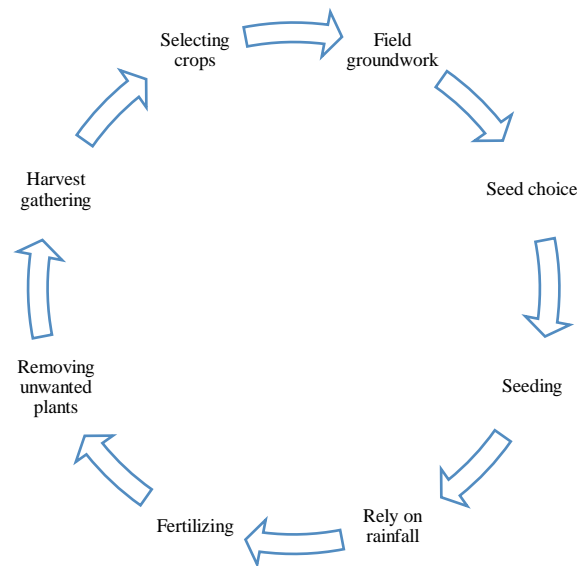 Selecting
crops
Field
groundwork
Seed choice
Seeding
Rely on
rainfall
Fertilizing
Removing
unwanted
plants
Harvest
gathering